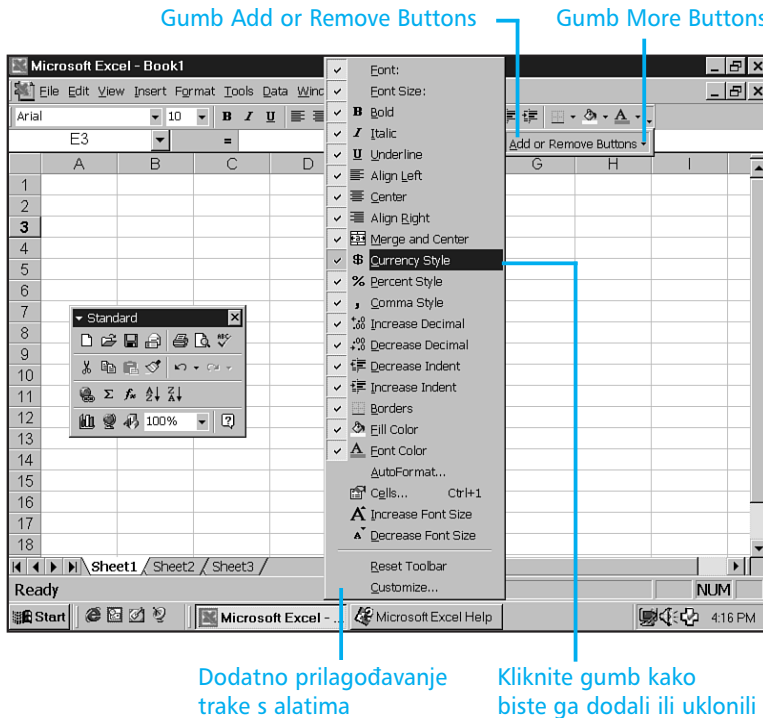 Gumb Add or Remove Buttons
Gumb More Buttons
Microsoft Excel - Book1
File Edit View Insert Format Tools Data
Arial 10 B I U
E3 =
Add or Remove Buttons
A B C D G H I
1
2
3
4
5
6
7
8
9
10
11
12
13
14
15
16
17
18
Standard
100%
Font:
Font Size:
B Bold
I Italic
U Underline
Align Left
Center
Align Right
Merge and Center
$ Currency Style
% Percent Style
, Comma Style
Increase Decimal
Decrease Decimal
Decrease Indent
Increase Indent
Borders
Fill Color
A Font Color
AutoFormat...
Cells... Ctrl+1
A Increase Font Size
A Decrease Font Size
Reset Toolbar
Customize...
Sheet1 Sheet2 Sheet3
Ready NUM
Start Microsoft Excel - ... Microsoft Excel Help 4:16 PM
Dodatno prilagođavanje
trake s alatima
Kliknite gumb kako
biste ga dodali ili uklonili